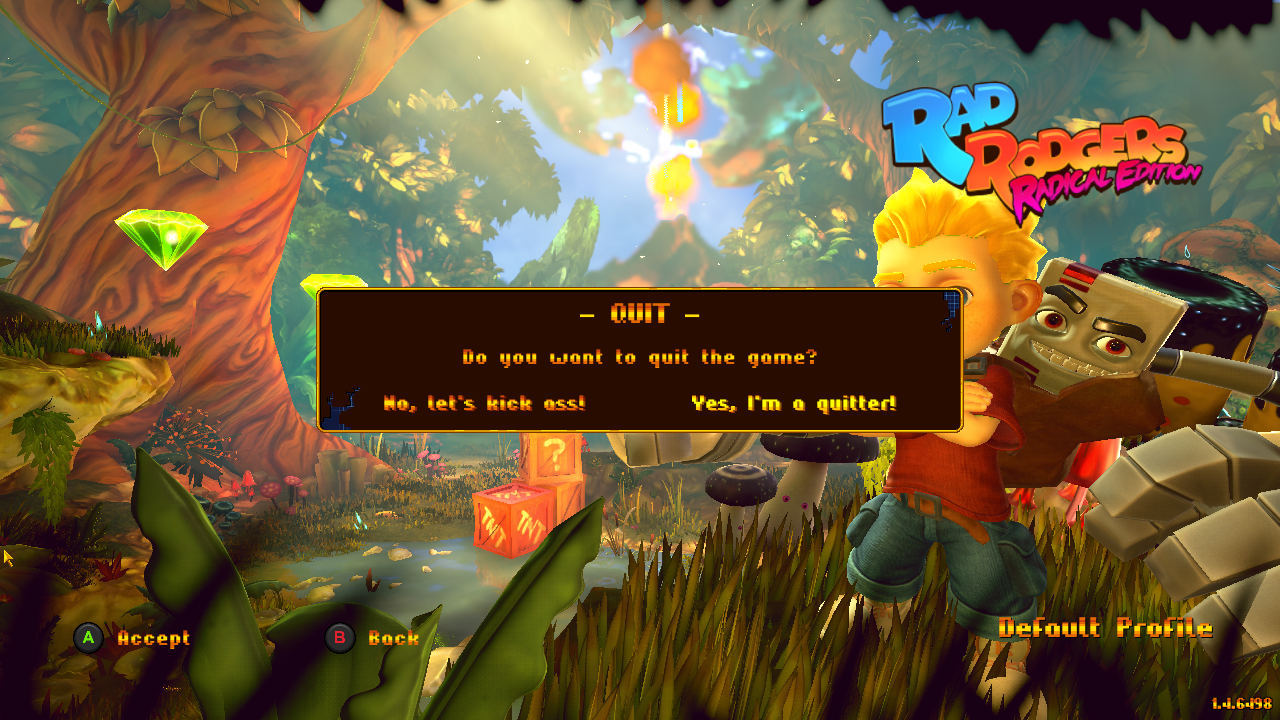 RAD
RODGERS
RADICAL EDITION
– QUIT –
Do you want to quit the game?
No, let's kick ass!
Yes, I'm a quitter!
?
TNT
TNT
A Accept
B Back
Default Profile
1.4.6498